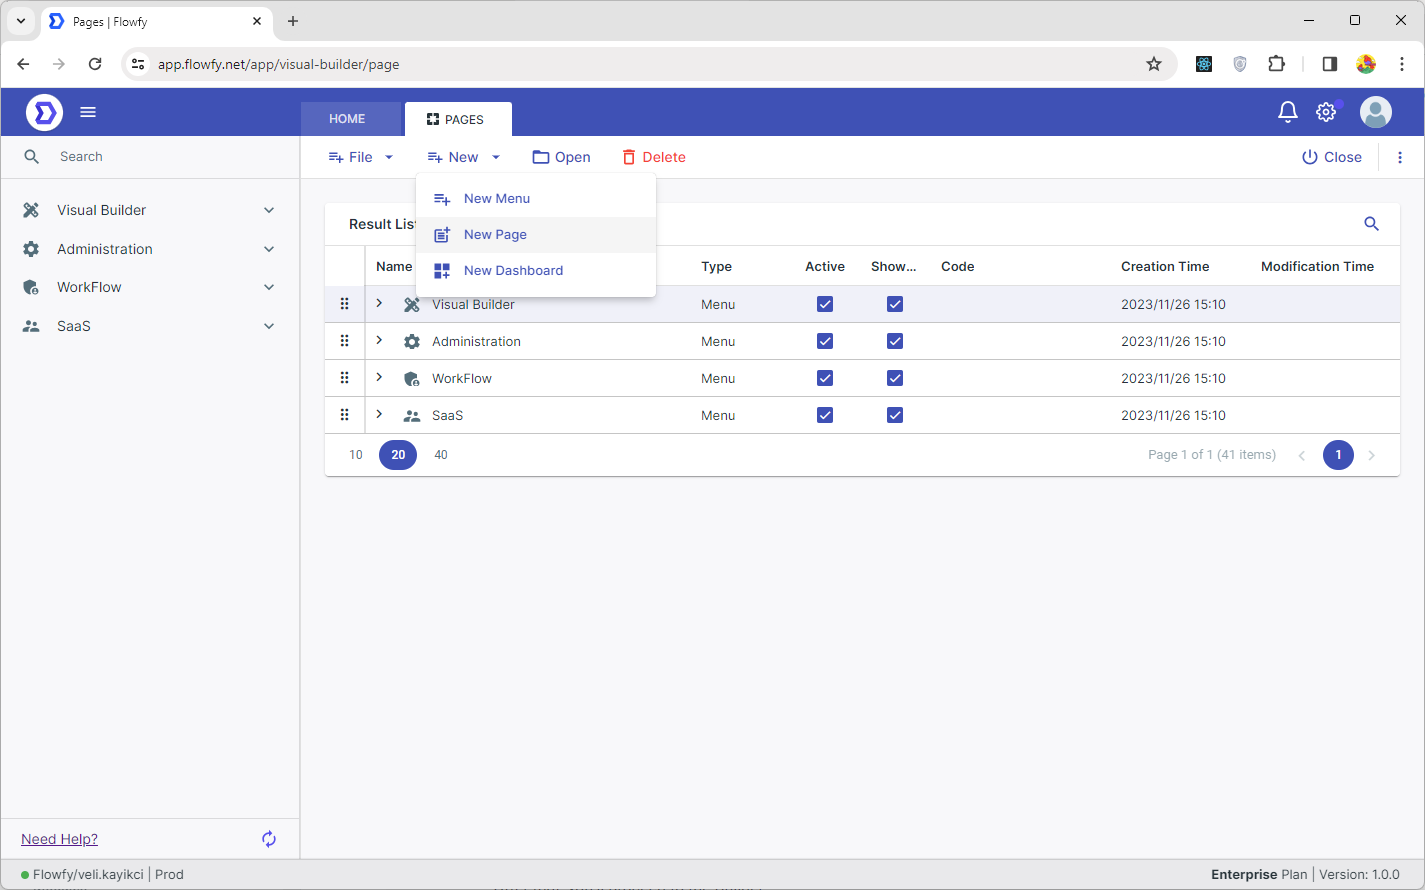 Pages | Flowfy
app.flowfy.net/app/visual-builder/page
HOME
PAGES
Search
File
New
Open
Delete
Close
Visual Builder
Administration
WorkFlow
SaaS
New Menu
New Page
New Dashboard
Result List
Name Type Active Show... Code Creation Time Modification Time
Visual Builder Menu 2023/11/26 15:10
Administration Menu 2023/11/26 15:10
WorkFlow Menu 2023/11/26 15:10
SaaS Menu 2023/11/26 15:10
10 20 40 Page 1 of 1 (41 items) 1
Need Help?
Flowfy/veli.kayikci | Prod
Enterprise Plan | Version: 1.0.0